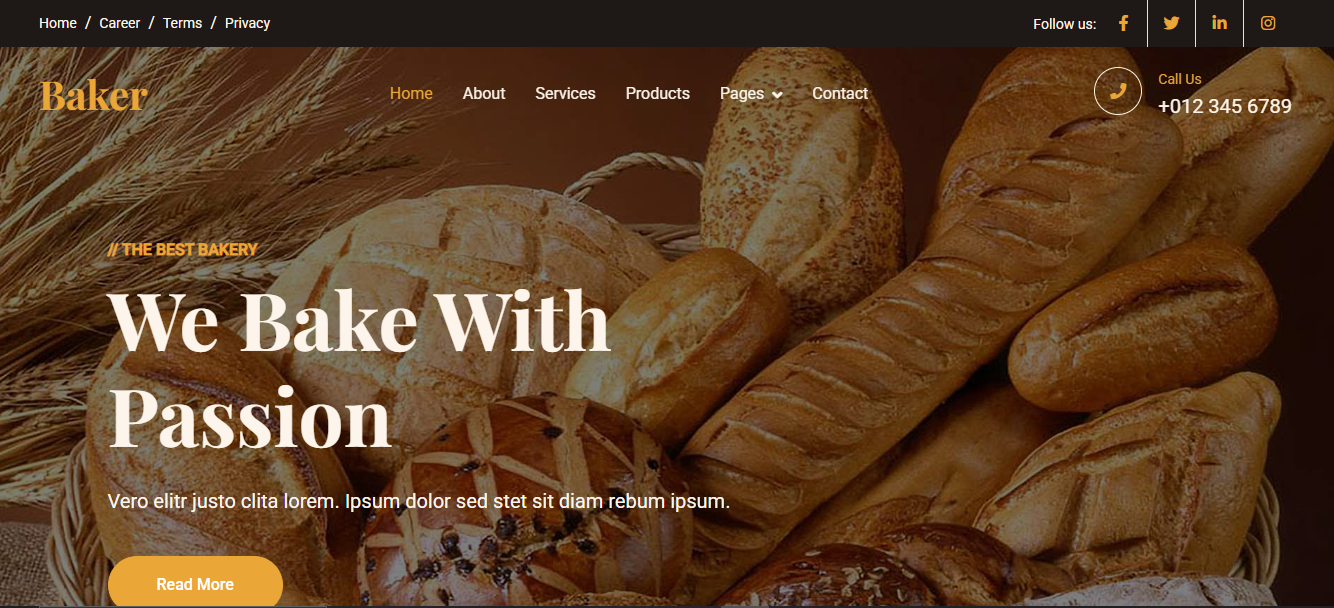 Home / Career / Terms / Privacy
Follow us:
Baker
Home About Services Products Pages Contact
Call Us
+012 345 6789
// THE BEST BAKERY
We Bake With
Passion
Vero elitr justo clita lorem. Ipsum dolor sed stet sit diam rebum ipsum.
Read More